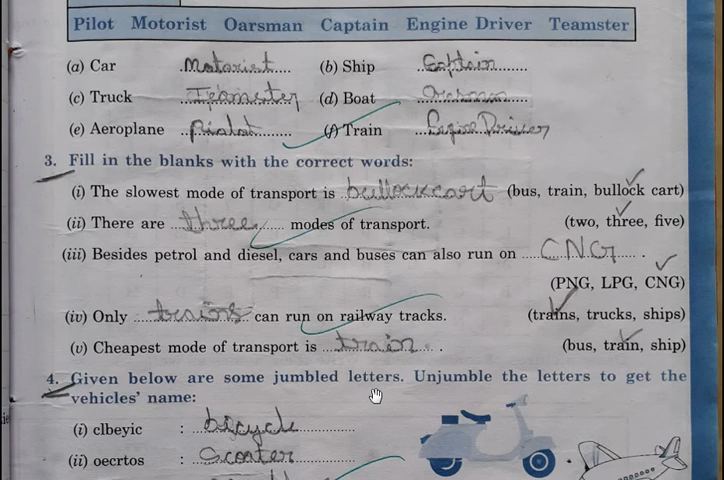 Pilot Motorist Oarsman Captain Engine Driver Teamster
(a) Car Motorist (b) Ship Captain
(c) Truck Teamster (d) Boat Oarsman
(e) Aeroplane (f) Train Engine Driver
3. Fill in the blanks with the correct words:
(i) The slowest mode of transport is bullockcart (bus, train, bullock cart)
(ii) There are three modes of transport. (two, three, five)
(iii) Besides petrol and diesel, cars and buses can also run on CNG.
(PNG, LPG, CNG)
(iv) Only trains can run on railway tracks. (trains, trucks, ships)
(v) Cheapest mode of transport is train. (bus, train, ship)
4. Given below are some jumbled letters. Unjumble the letters to get the
vehicles' name:
(i) clbeyic : bicycle
(ii) oecrtos : Scooter